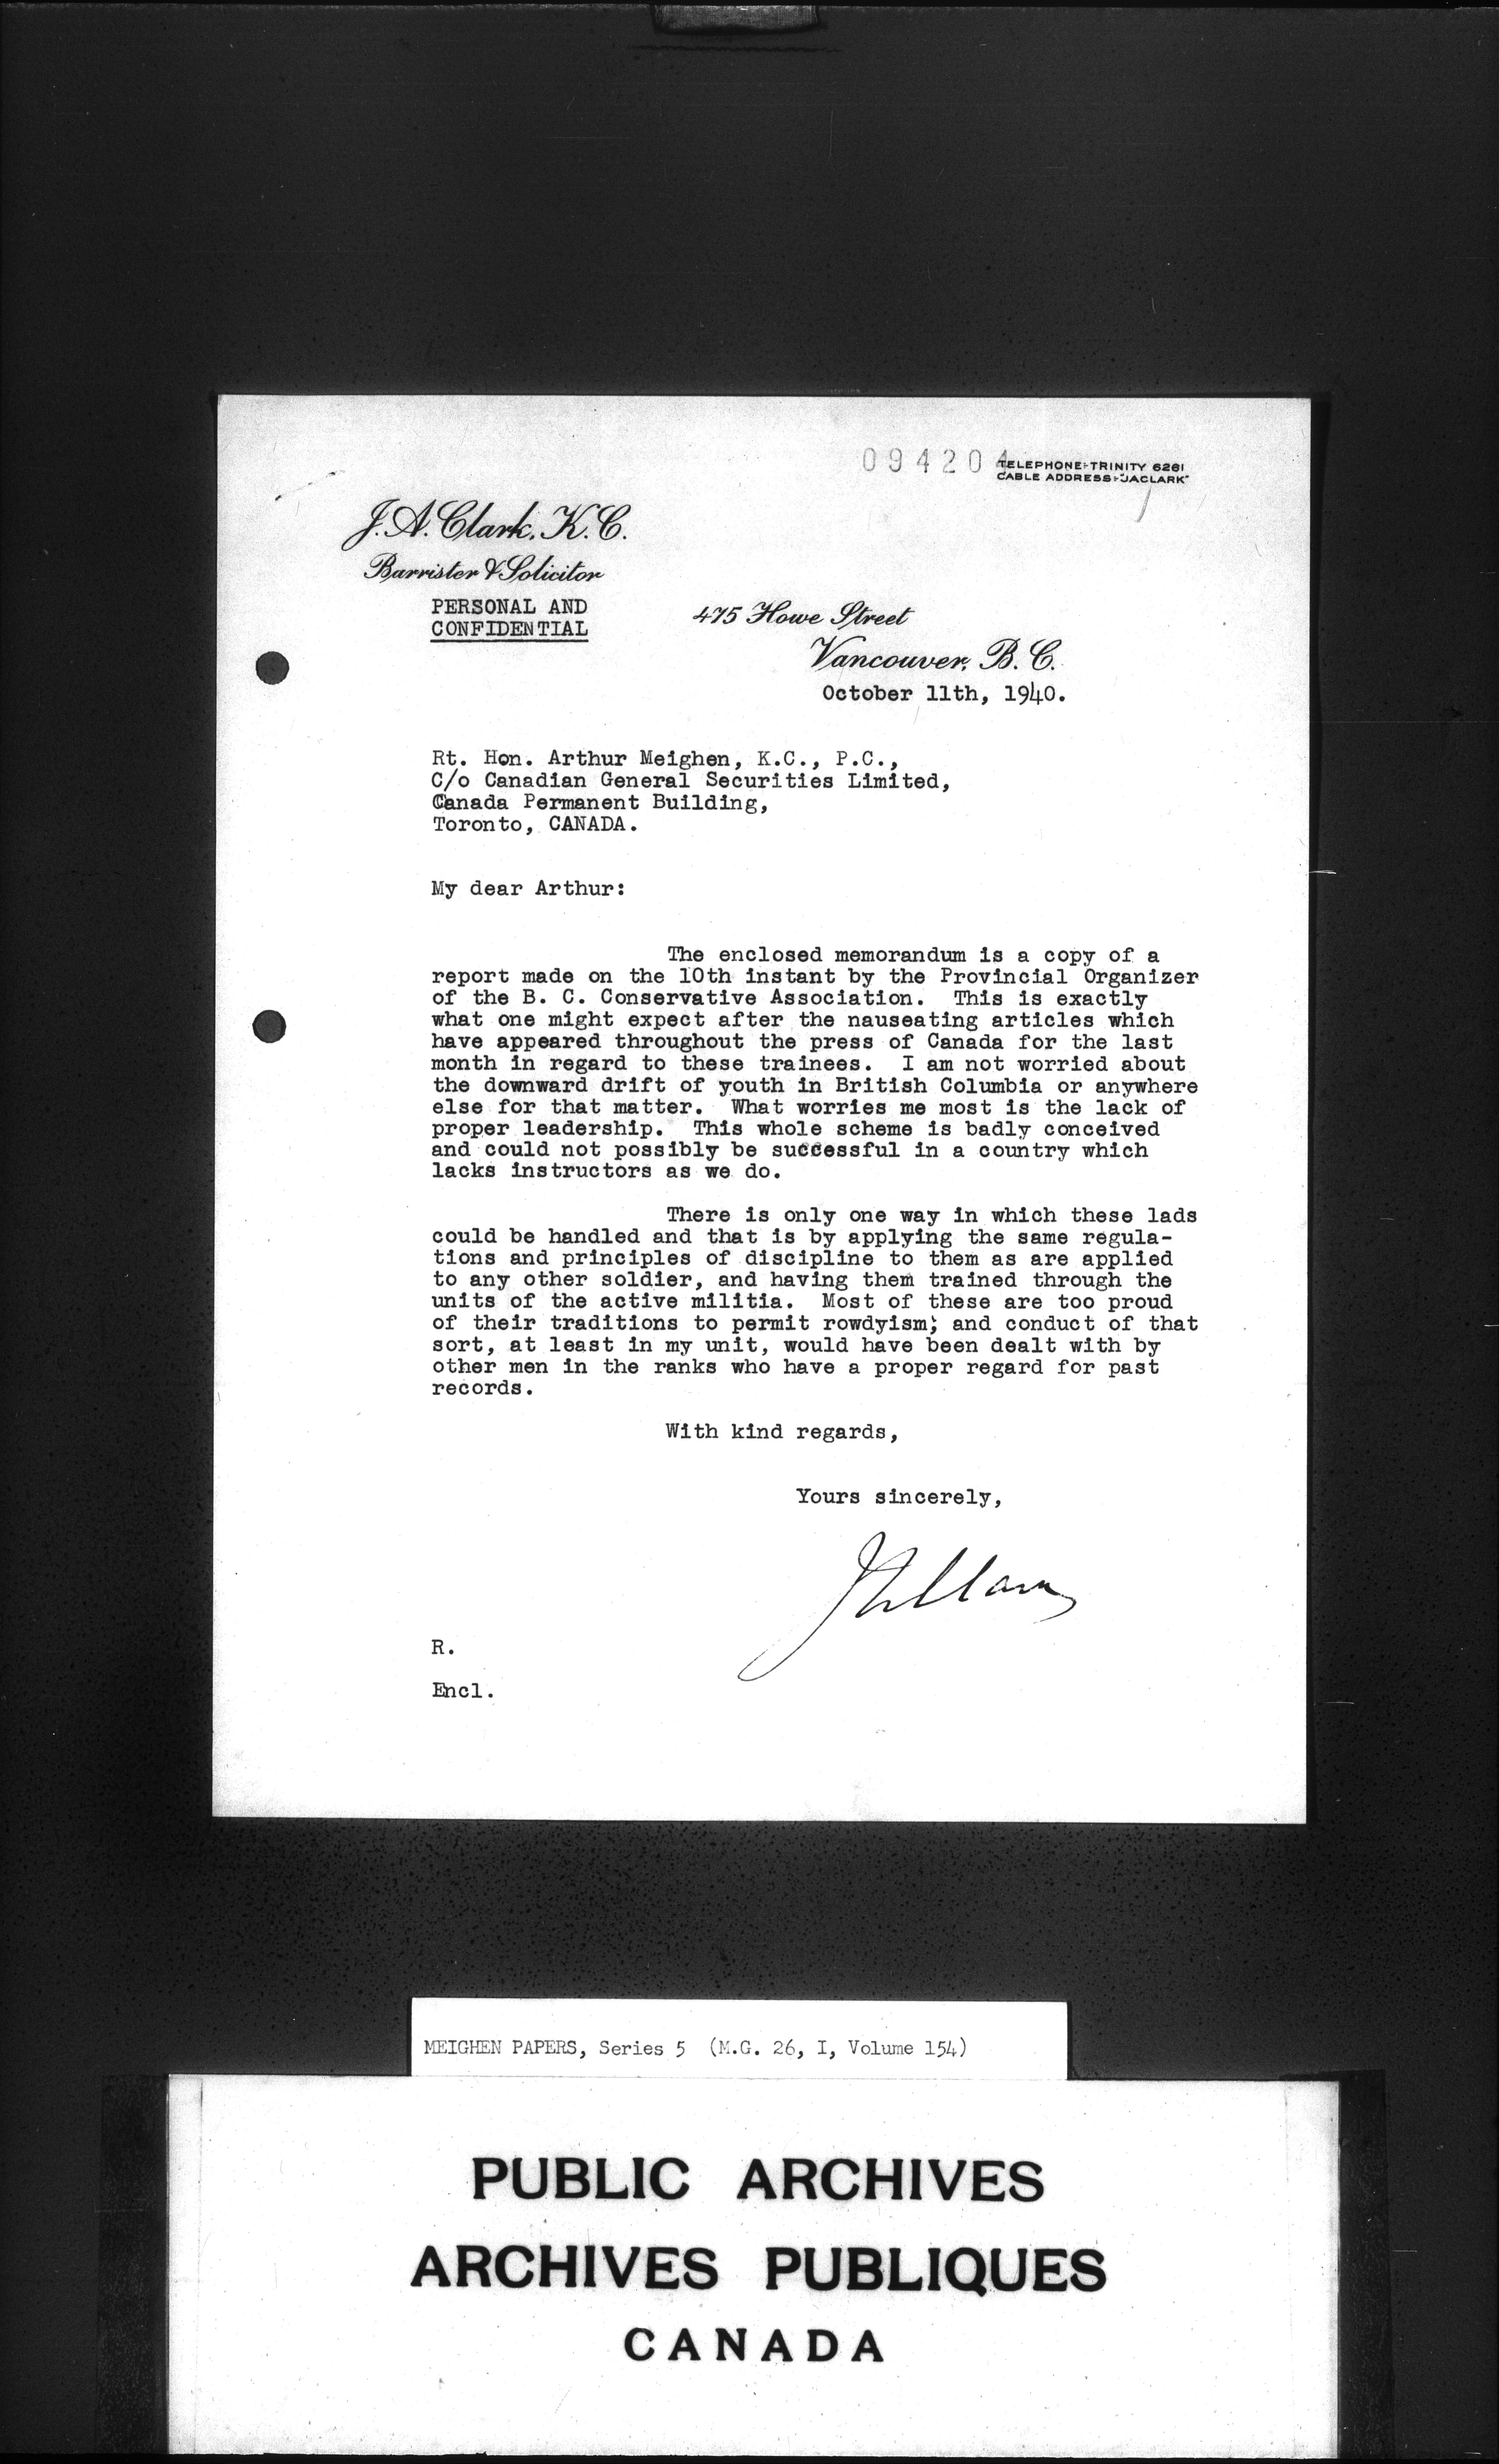 094204
TELEPHONE:-TRINITY 6261
CABLE ADDRESS:-"JACLARK"
J. A. Clark, K. C.
Barrister & Solicitor
PERSONAL AND
CONFIDENTIAL
475 Howe Street
Vancouver, B. C.
October 11th, 1940.
Rt. Hon. Arthur Meighen, K.C., P.C.,
C/o Canadian General Securities Limited,
Canada Permanent Building,
Toronto, CANADA.
My dear Arthur:
The enclosed memorandum is a copy of a
report made on the 10th instant by the Provincial Organizer
of the B. C. Conservative Association. This is exactly
what one might expect after the nauseating articles which
have appeared throughout the press of Canada for the last
month in regard to these trainees. I am not worried about
the downward drift of youth in British Columbia or anywhere
else for that matter. What worries me most is the lack of
proper leadership. This whole scheme is badly conceived
and could not possibly be successful in a country which
lacks instructors as we do.
There is only one way in which these lads
could be handled and that is by applying the same regula-
tions and principles of discipline to them as are applied
to any other soldier, and having them trained through the
units of the active militia. Most of these are too proud
of their traditions to permit rowdyism; and conduct of that
sort, at least in my unit, would have been dealt with by
other men in the ranks who have a proper regard for past
records.
With kind regards,
Yours sincerely,
JAClark
R.
Encl.
MEIGHEN PAPERS, Series 5 (M.G. 26, I, Volume 154)
PUBLIC ARCHIVES
ARCHIVES PUBLIQUES
CANADA